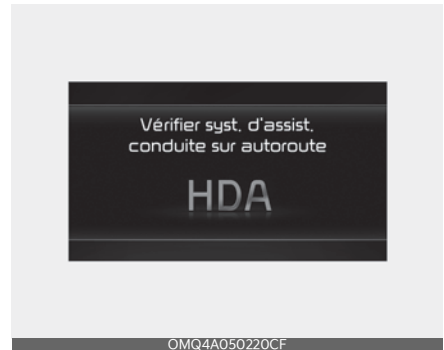 Vérifier syst. d'assist.
conduite sur autoroute
HDA
OMQ4A050220CF